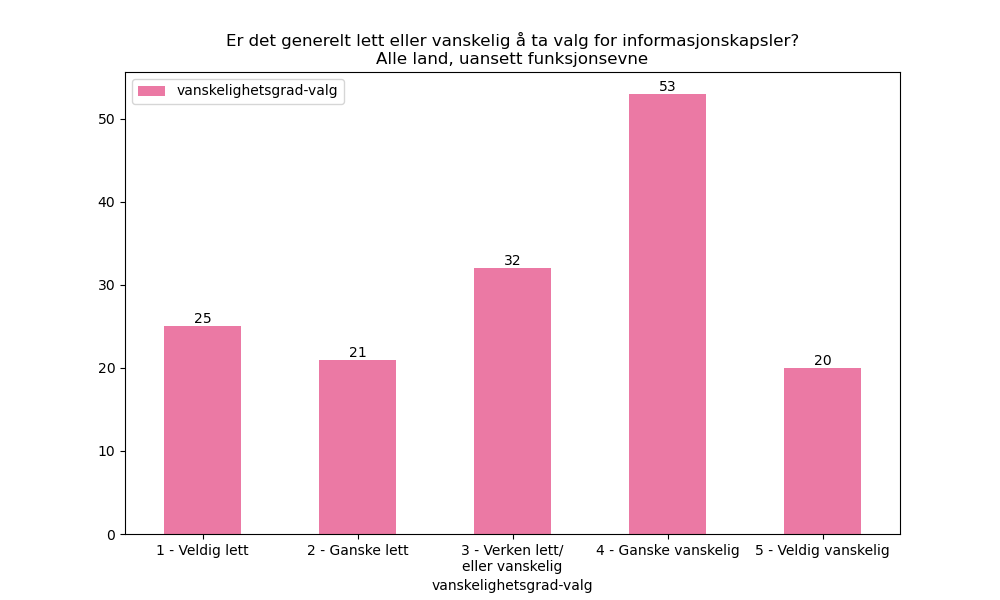 Er det generelt lett eller vanskelig å ta valg for informasjonskapsler?
Alle land, uansett funksjonsevne
vanskelighetsgrad-valg
50
40
30
20
10
0
25
21
32
53
20
1 - Veldig lett
2 - Ganske lett
3 - Verken lett/
eller vanskelig
4 - Ganske vanskelig
5 - Veldig vanskelig
vanskelighetsgrad-valg